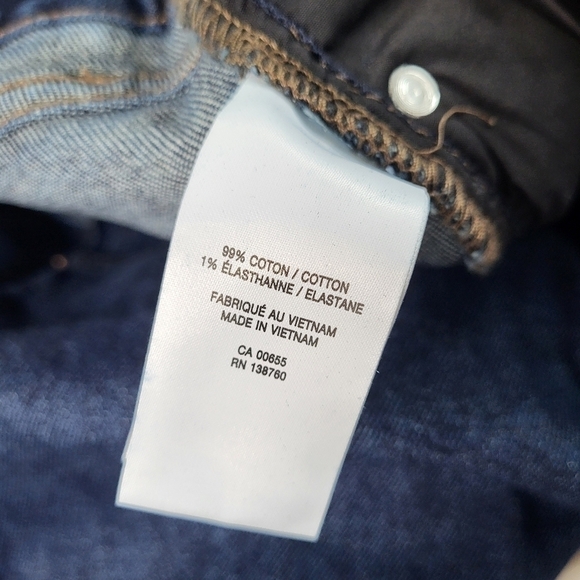 99% COTON / COTTON
1% ÉLASTHANNE / ELASTANE
FABRIQUÉ AU VIETNAM
MADE IN VIETNAM
CA 00655
RN 138760